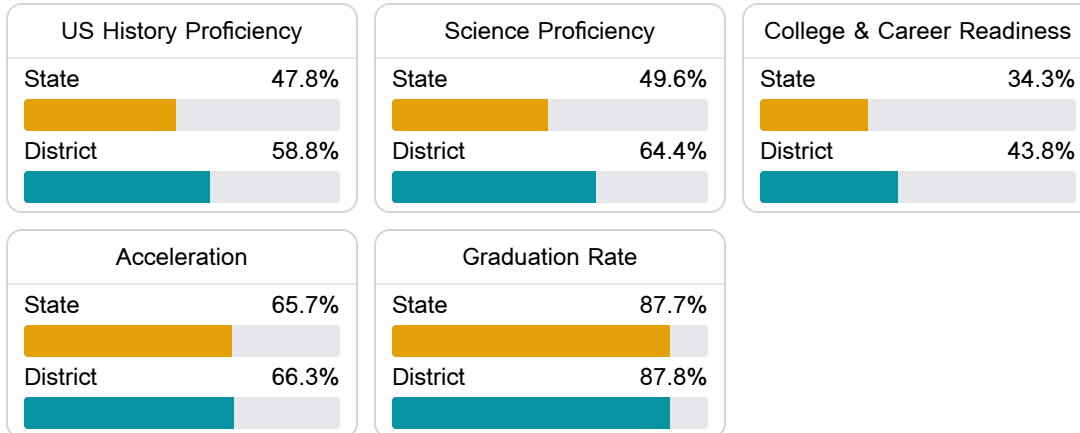 US History Proficiency
State 47.8%
District 58.8%
Science Proficiency
State 49.6%
District 64.4%
College & Career Readiness
State 34.3%
District 43.8%
Acceleration
State 65.7%
District 66.3%
Graduation Rate
State 87.7%
District 87.8%